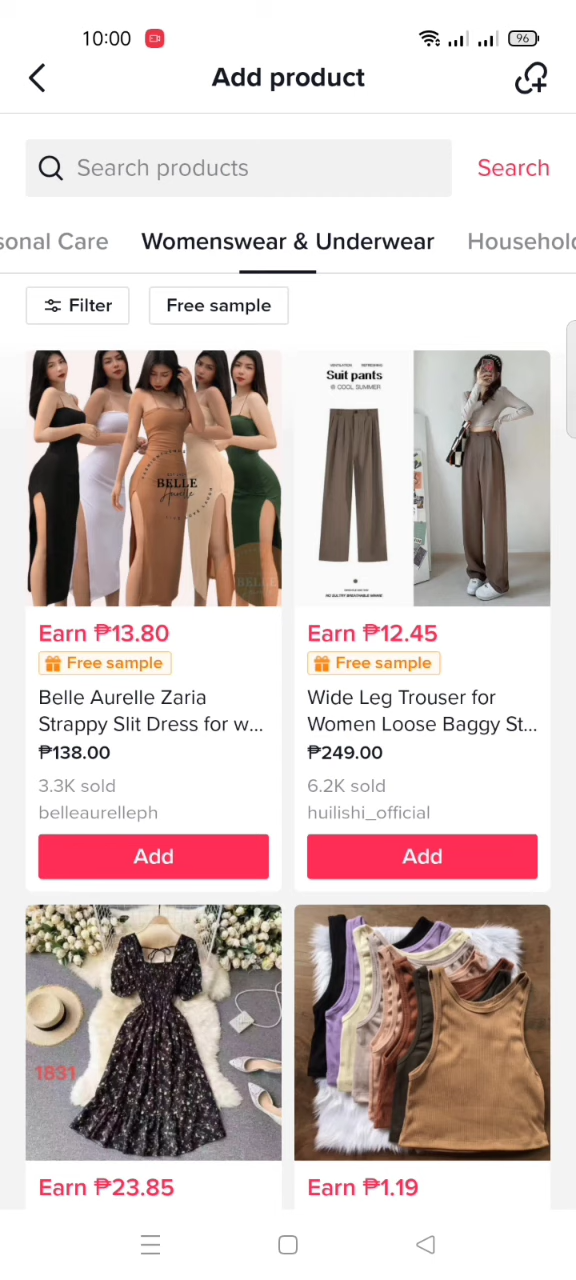 10:00
96
Add product
Search products
Search
sonal Care
Womenswear & Underwear
Household
Filter
Free sample
BELLE
Aurelle
BELLE
Suit pants
COOL SUMMER
Earn ₱13.80
Free sample
Belle Aurelle Zaria
Strappy Slit Dress for w...
₱138.00
3.3K sold
belleaurelleph
Add
Earn ₱12.45
Free sample
Wide Leg Trouser for
Women Loose Baggy St...
₱249.00
6.2K sold
huilishi_official
Add
1831
Earn ₱23.85
Earn ₱1.19